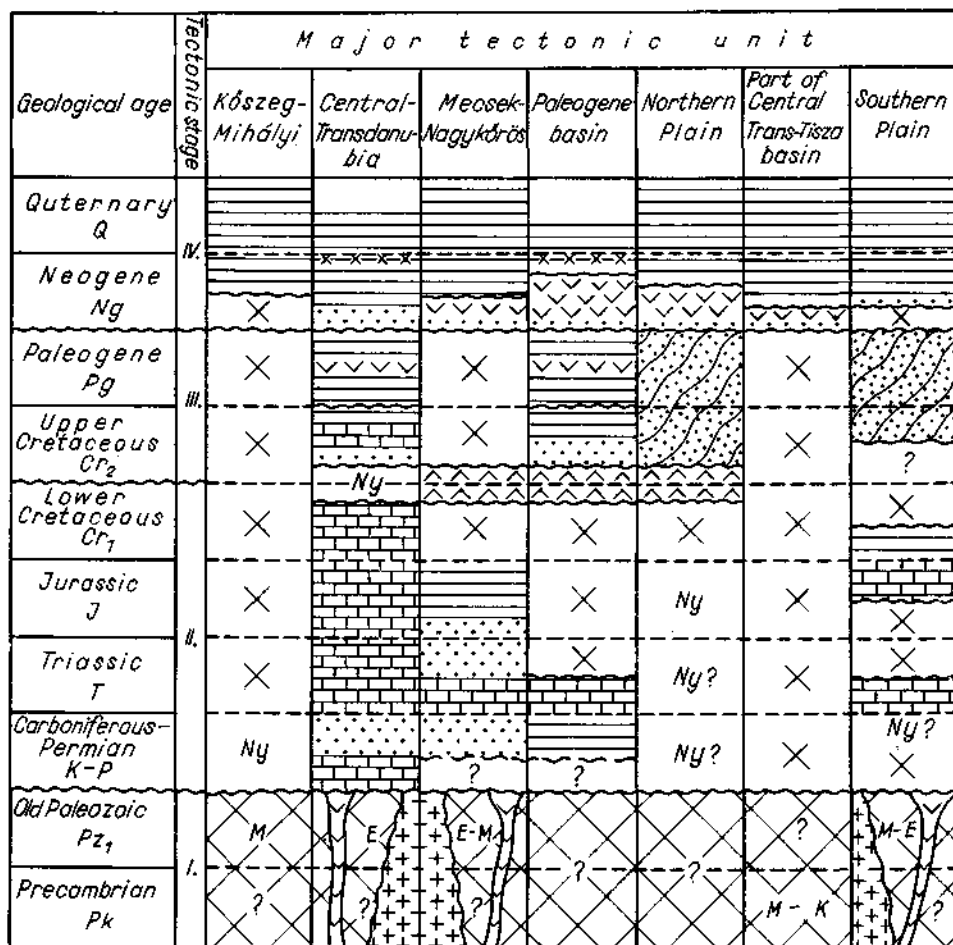 Major tectonic unit
Geological age
Tectonic stage
Kőszeg-
Mihályi
Central-
Transdanu-
bia
Mecsek-
Nagykőrös
Paleogene
basin
Northern
Plain
Part of
Central
Trans-Tisza
basin
Southern
Plain
Quternary
Q
IV.
Neogene
Ng
Paleogene
Pg
III.
Upper
Cretaceous
Cr2
?
Ny
Lower
Cretaceous
Cr1
Jurassic
J
Ny
II.
Triassic
T
Ny?
Carboniferous-
Permian
K-P
Ny
?
?
Ny?
Ny?
Old Paleozoic
Pz1
M
E
E-M
?
M-E
I.
?
?
Precambrian
Pk
?
?
?
M-K
?